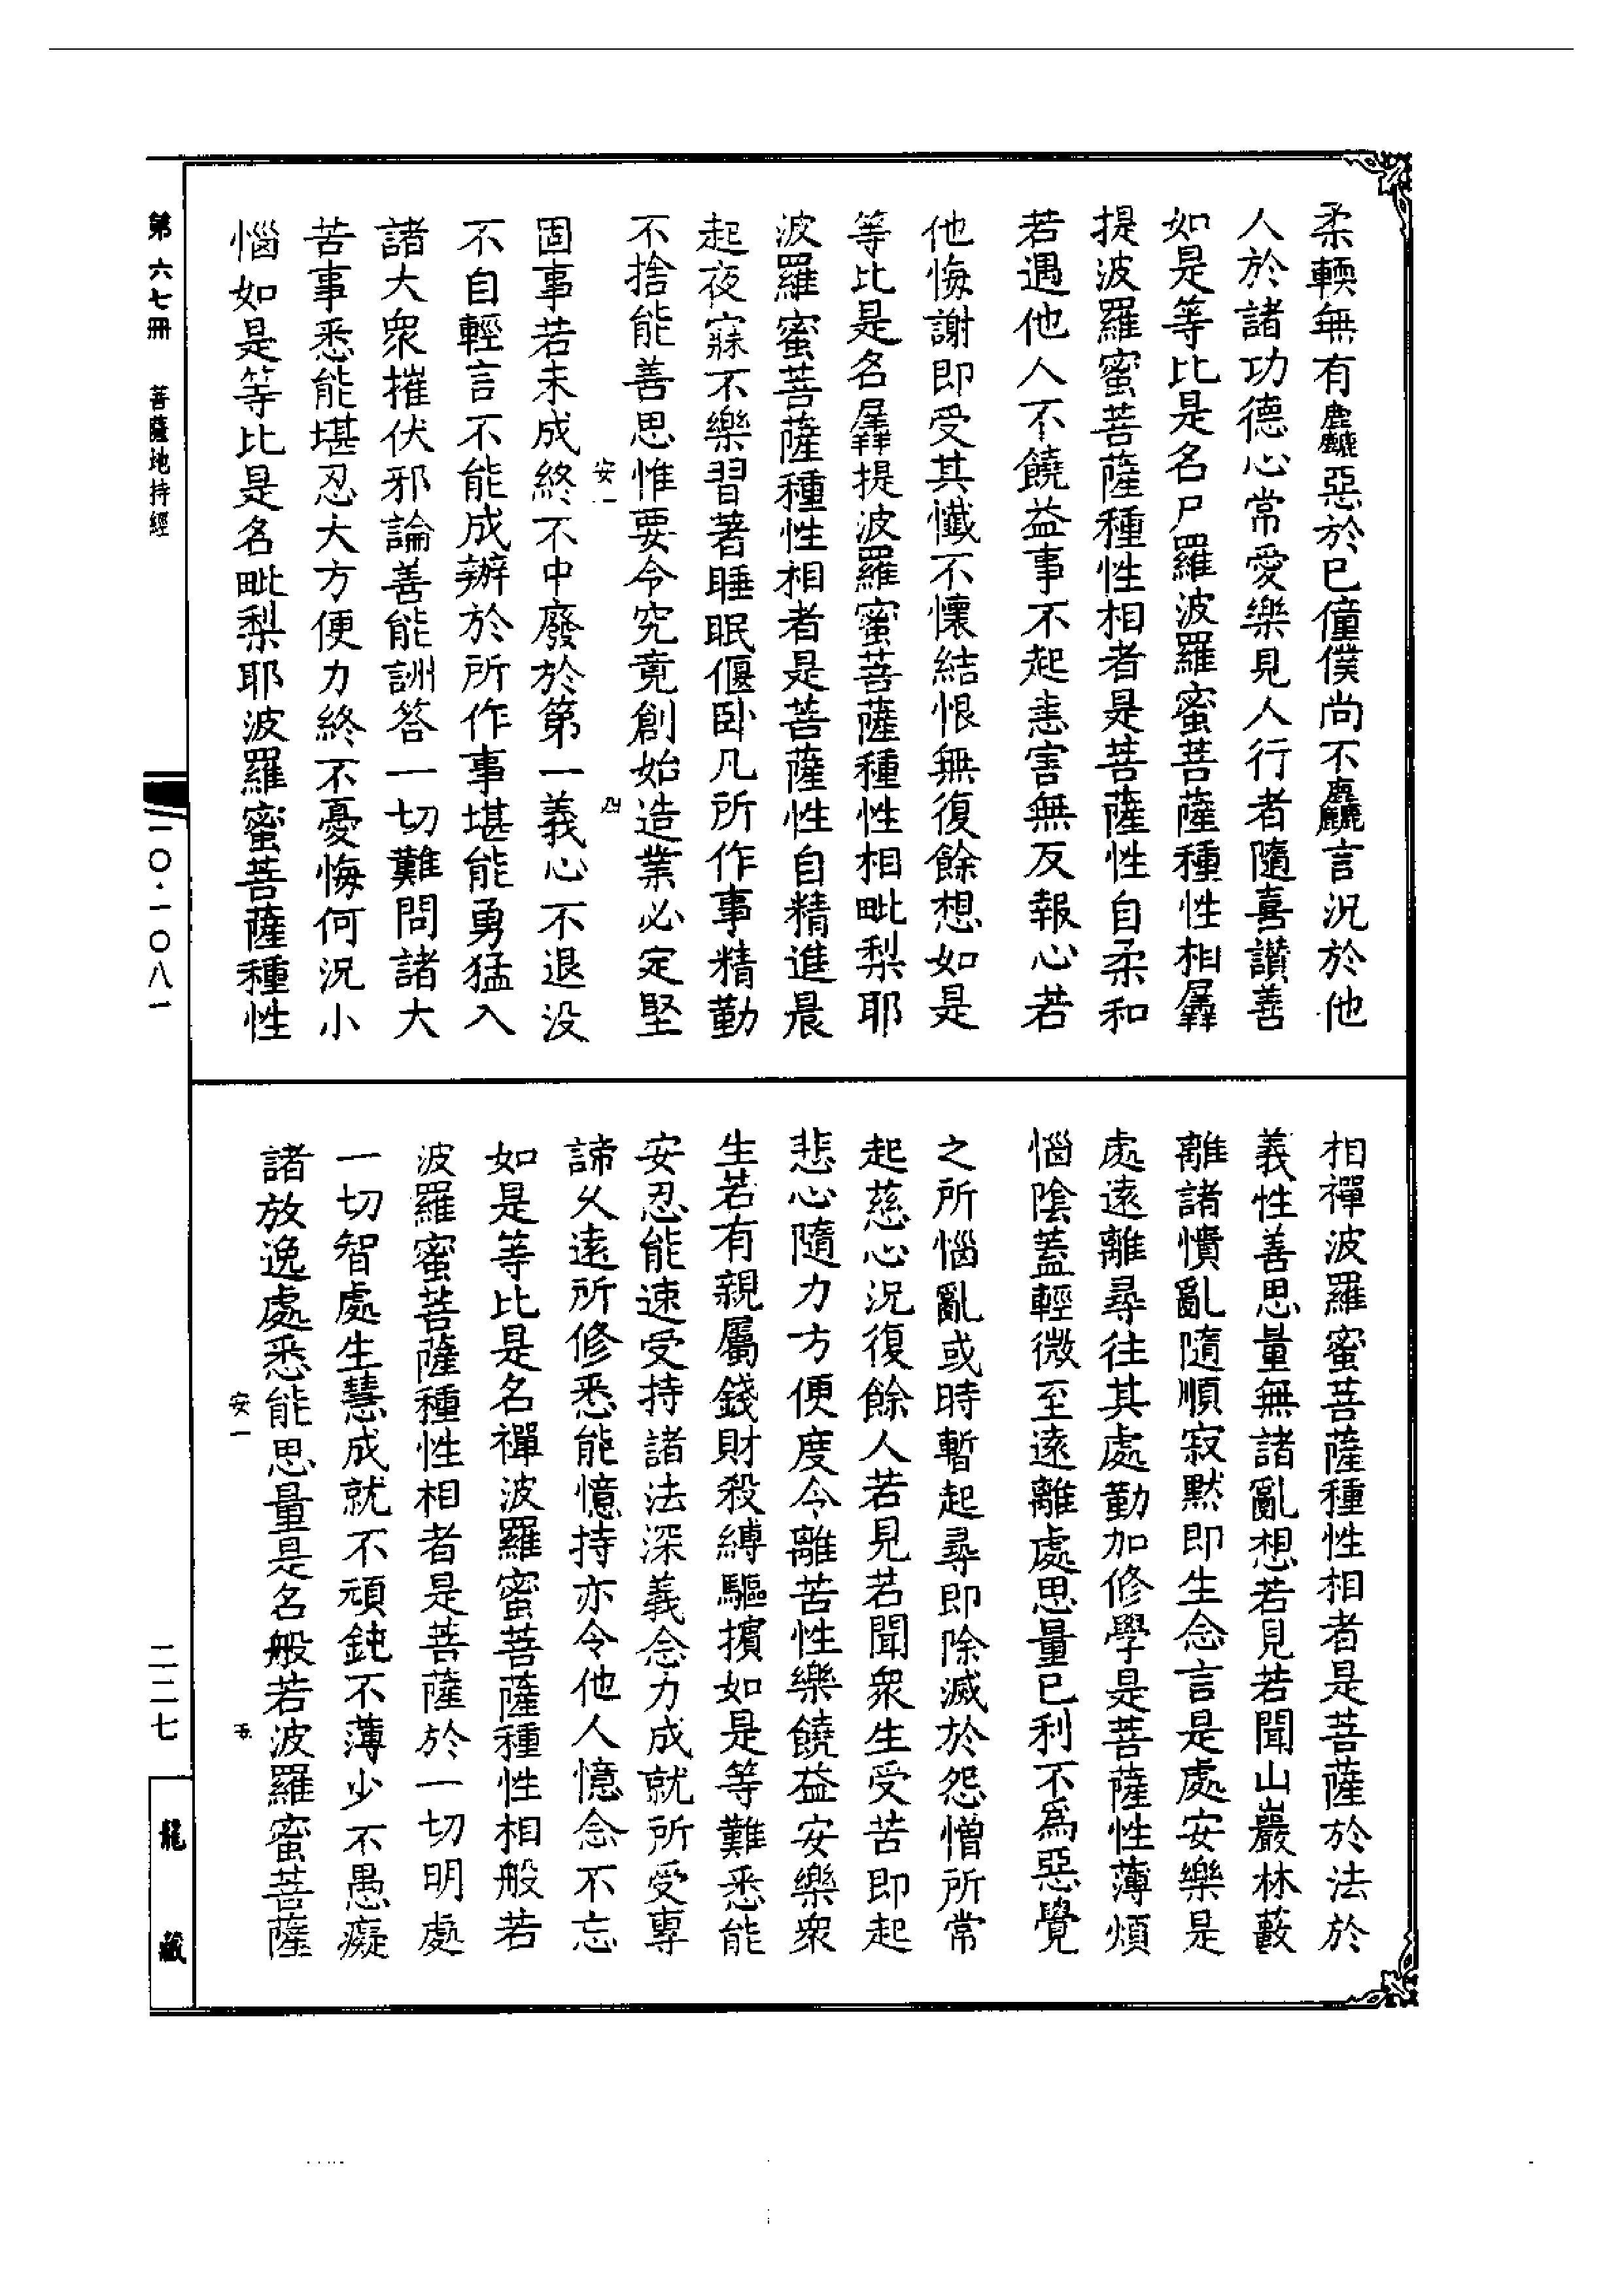 柔輭無有麤惡於已僮僕尚不麤言況於他
人於諸功德心常愛樂見人行者隨喜讃善
如是等比是名尸羅波羅蜜菩薩種性相羼
提波羅蜜菩薩種性相者是菩薩性自柔和
若遇他人不饒益事不起恚害無反報心若
他悔謝即受其懺不懷結恨無復餘想如是
等比是名羼提波羅蜜菩薩種性相毗梨耶
波羅蜜菩薩種性相者是菩薩性自精進晨
起夜寐不樂習著睡眠偃卧凡所作事精勤
不捨能善思惟要令究竟創始造業必定堅
安一
固事若未成終不中廢於第一義心不退没
不自輕言不能成辦於所作事堪能勇猛入
諸大衆摧伏邪論善能詶答一切難問諸大
苦事悉能堪忍大方便力終不憂悔何況小
惱如是等比是名毗梨耶波羅蜜菩薩種性
相禪波羅蜜菩薩種性相者是菩薩於法於
義性善思量無諸亂想若見若聞山巖林藪
離諸憒亂隨順寂默即生念言是處安樂是
處遠離尋往其處勤加修學是菩薩性薄煩
惱陰蓋輕微至遠離處思量已利不爲惡覺
之所惱亂或時暫起尋即除滅於怨憎所常
起慈心況復餘人若見若聞衆生受苦即起
悲心隨力方便度令離苦性樂饒益安樂衆
生若有親屬錢財殺縛驅擯如是等難悉能
安忍能速受持諸法深義念力成就所受專
諦久遠所修悉能憶持亦令他人憶念不忘
如是等比是名禪波羅蜜菩薩種性相般若
波羅蜜菩薩種性相者是菩薩於一切明處
一切智處生慧成就不頑鈍不薄少不愚癡
諸放逸處悉能思量是名般若波羅蜜菩薩
安一
第六七冊 菩薩地持經
一〇·一〇八一
二二七
龍藏